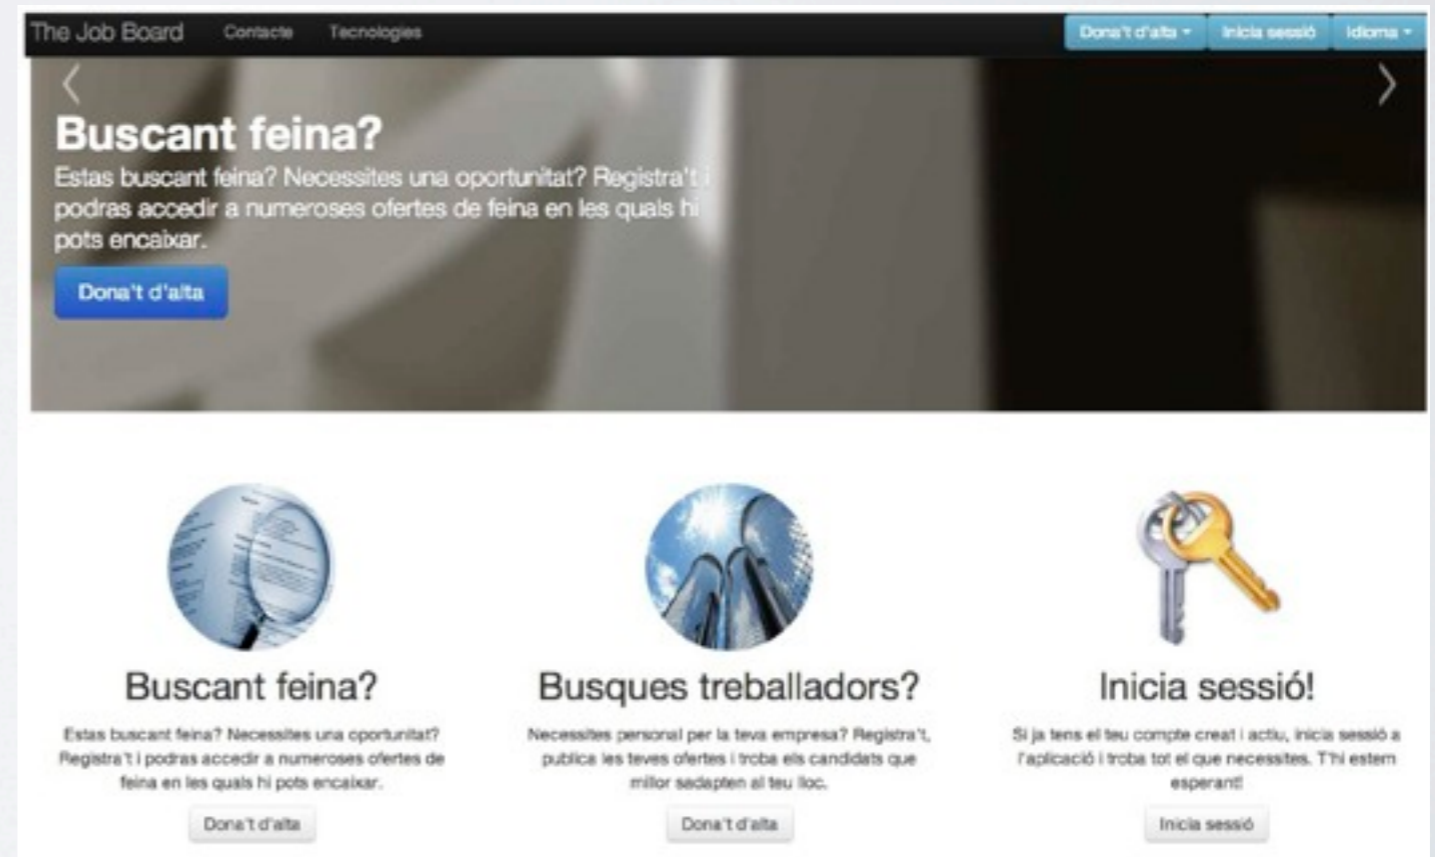 The Job Board Contacte Tecnologies Dona't d'alta Inicia sessió Idioma
Buscant feina?
Estas buscant feina? Necessites una oportunitat? Registra't i
podras accedir a numeroses ofertes de feina en les quals hi
pots encaixar.
Dona't d'alta
Buscant feina?
Estas buscant feina? Necessites una oportunitat?
Registra't i podras accedir a numeroses ofertes de
feina en les quals hi pots encaixar.
Dona't d'alta
Busques treballadors?
Necessites personal per la teva empresa? Registra't,
publica les teves ofertes i troba els candidats que
millor sadapten al teu lloc.
Dona't d'alta
Inicia sessió!
Si ja tens el teu compte creat i actiu, inicia sessió a
l'aplicació i troba tot el que necessites. T'hi estem
esperant!
Inicia sessió